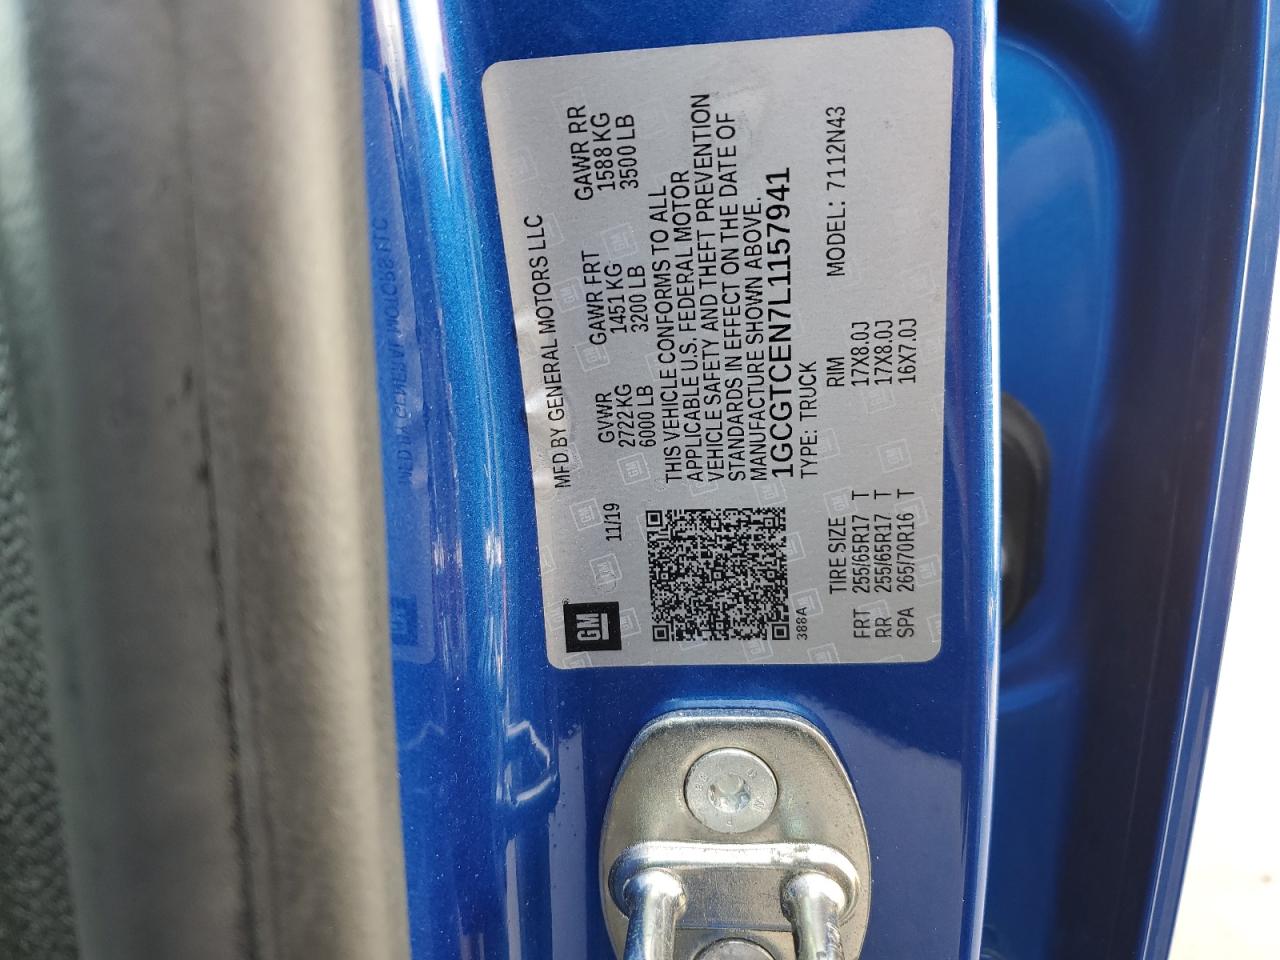 MFD BY GENERAL MOTORS LLC
GM
11/19
GVWR GAWR FRT GAWR RR
2722 KG 1451 KG 1588 KG
6000 LB 3200 LB 3500 LB
THIS VEHICLE CONFORMS TO ALL
APPLICABLE U.S. FEDERAL MOTOR
VEHICLE SAFETY AND THEFT PREVENTION
STANDARDS IN EFFECT ON THE DATE OF
MANUFACTURE SHOWN ABOVE.
1GCGTCEN7L1157941
388A TYPE: TRUCK
TIRE SIZE RIM MODEL: 7112N43
FRT 255/65R17 T 17X8.0J
RR 255/65R17 T 17X8.0J
SPA 265/70R16 T 16X7.0J